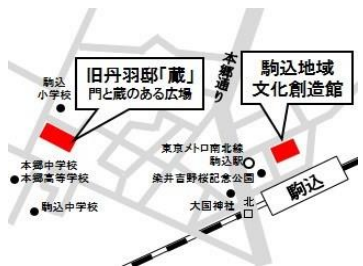 駒込
小学校
旧丹羽邸「蔵」
門と蔵のある広場
本郷通り
駒込地域
文化創造館
東京メトロ南北線
駒込駅
染井吉野桜記念公園
本郷中学校
本郷高等学校
駒込中学校
大国神社
北口
駒込